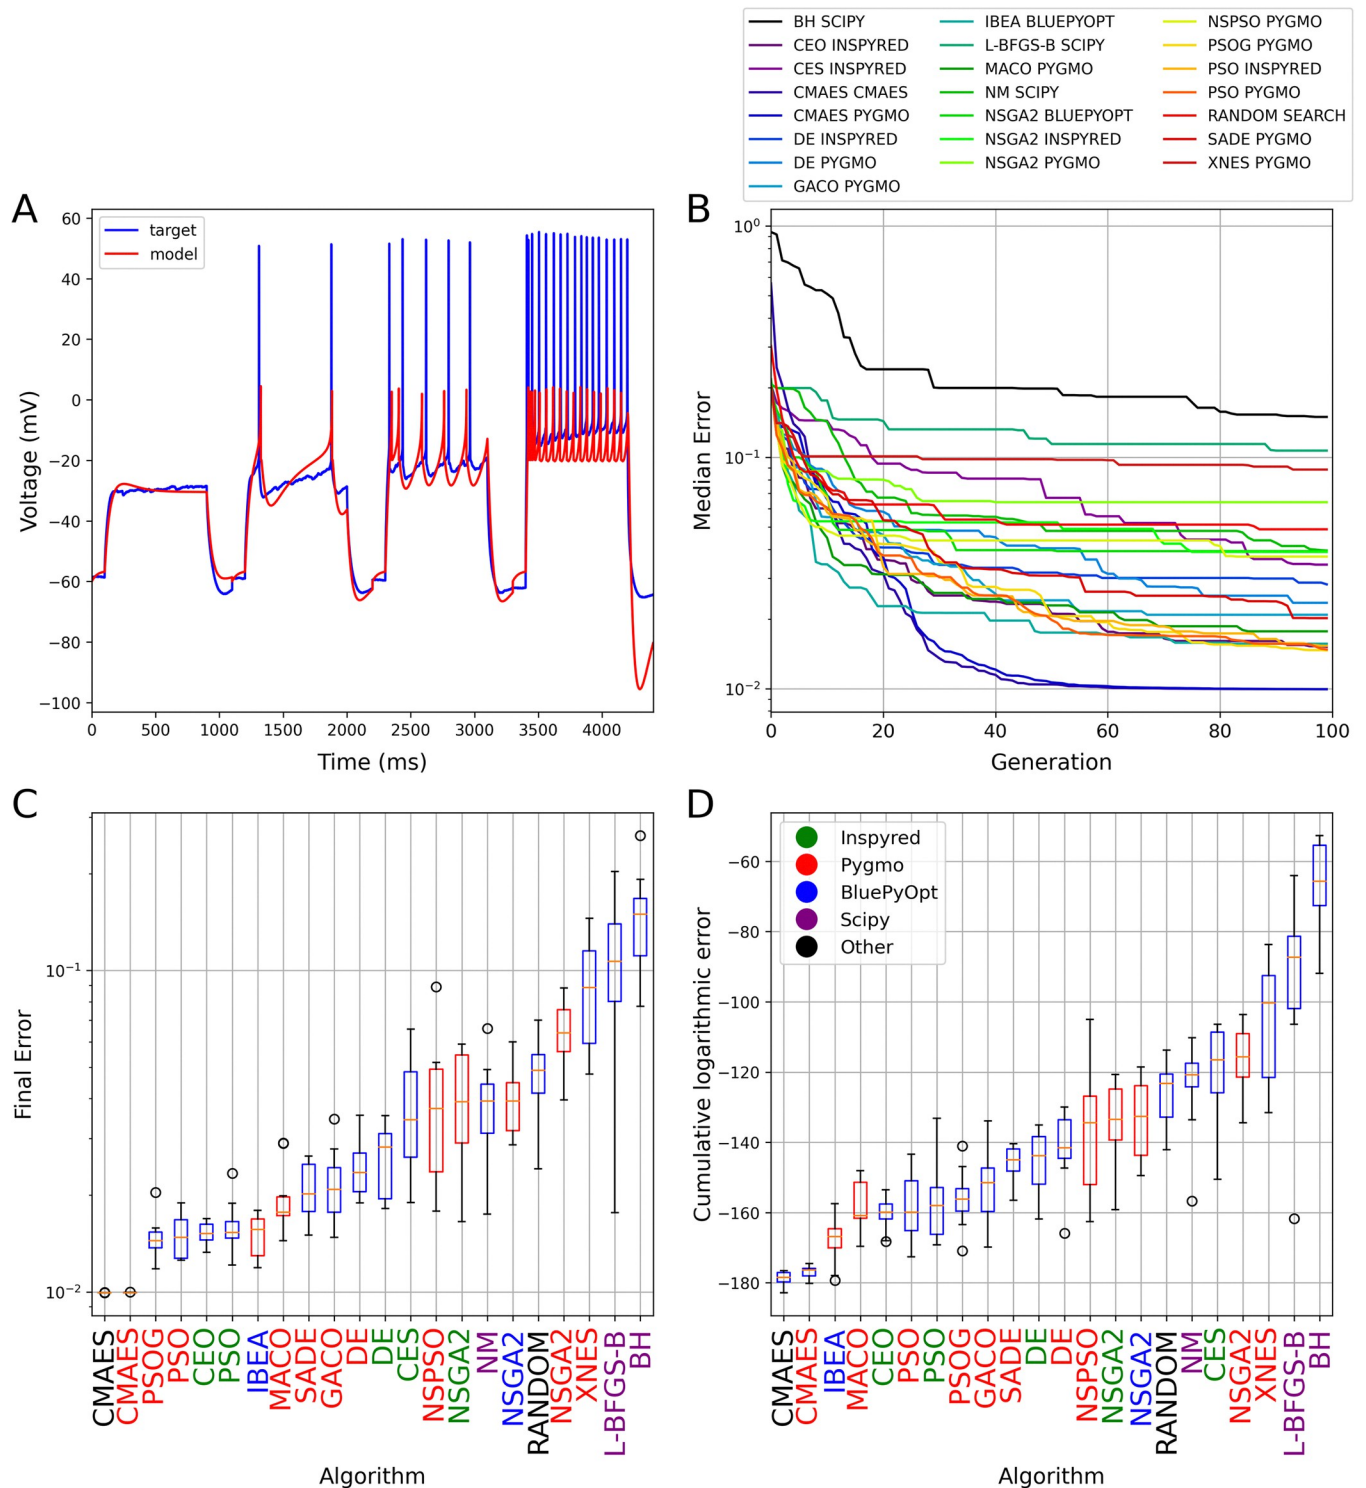 BH SCIPY
CEO INSPYRED
CES INSPYRED
CMAES CMAES
CMAES PYGMO
DE INSPYRED
DE PYGMO
GACO PYGMO
IBEA BLUEPYOPT
L-BFGS-B SCIPY
MACO PYGMO
NM SCIPY
NSGA2 BLUEPYOPT
NSGA2 INSPYRED
NSGA2 PYGMO
NSPSO PYGMO
PSOG PYGMO
PSO INSPYRED
PSO PYGMO
RANDOM SEARCH
SADE PYGMO
XNES PYGMO
A
target
model
Voltage (mV)
60
40
20
0
−20
−40
−60
−80
−100
0 500 1000 1500 2000 2500 3000 3500 4000
Time (ms)
B
Median Error
10⁰
10⁻¹
10⁻²
0 20 40 60 80 100
Generation
C
Final Error
10⁻¹
10⁻²
CMAES
CMAES
PSOG
PSO
CEO
PSO
IBEA
MACO
SADE
GACO
DE
DE
CES
NSPSO
NSGA2
NM
NSGA2
RANDOM
NSGA2
XNES
L-BFGS-B
BH
Algorithm
D
Inspyred
Pygmo
BluePyOpt
Scipy
Other
Cumulative logarithmic error
−60
−80
−100
−120
−140
−160
−180
CMAES
CMAES
IBEA
MACO
CEO
PSO
PSO
PSOG
GACO
SADE
DE
DE
NSPSO
NSGA2
NSGA2
RANDOM
NM
CES
NSGA2
XNES
L-BFGS-B
BH
Algorithm